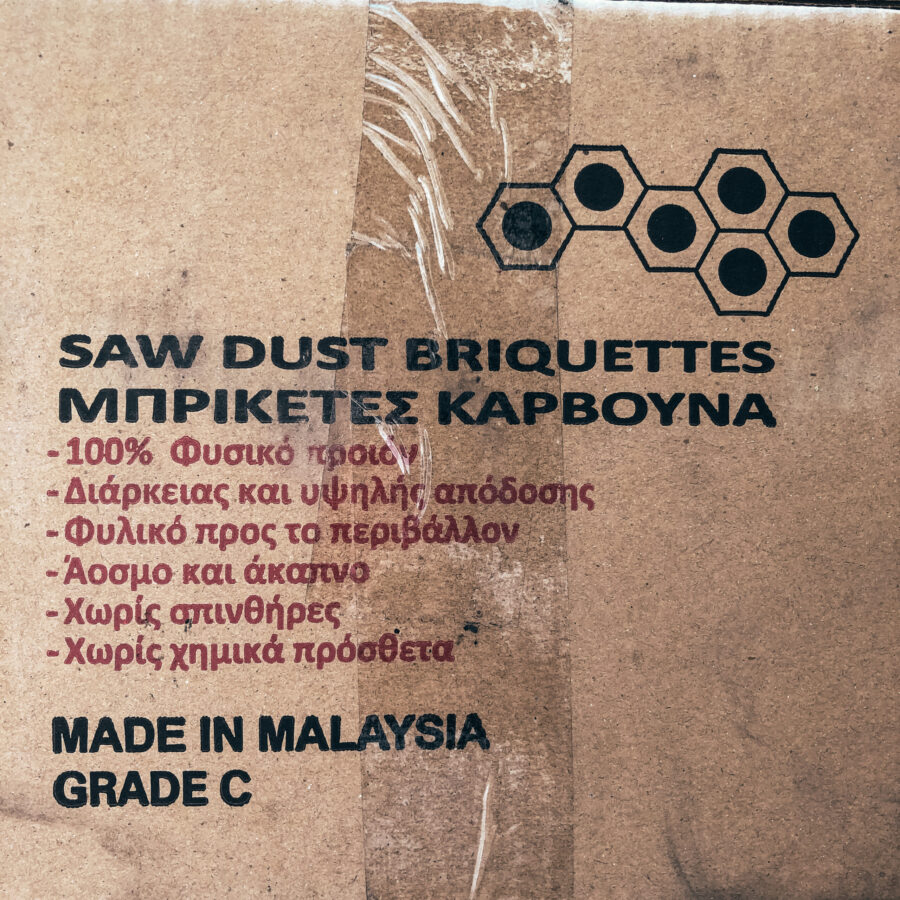 SAW DUST BRIQUETTES
ΜΠΡΙΚΕΤΕΣ ΚΑΡΒΟΥΝΑ
- 100% Φυσικό προιόν
- Διάρκειας και υψηλής απόδοσης
- Φυλικό προς το περιβάλλον
- Άοσμο και άκαπνο
- Χωρίς σπινθήρες
- Χωρίς χημικά πρόσθετα
MADE IN MALAYSIA
GRADE C